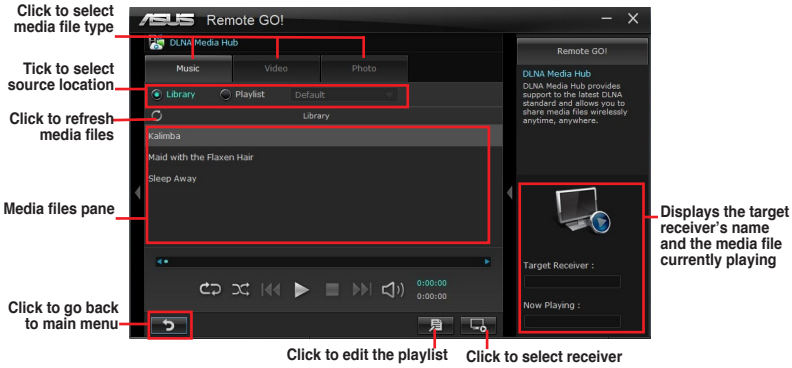 Click to select
media file type
ASUS Remote GO!
DLNA Media Hub
Music
Video
Photo
Tick to select
source location
Library
Playlist
Default
Click to refresh
media files
Library
Kalimba
Maid with the Flaxen Hair
Sleep Away
Media files pane
0:00:00
0:00:00
Click to go back
to main menu
Click to edit the playlist
Click to select receiver
Remote GO!
DLNA Media Hub
DLNA Media Hub provides
support to the latest DLNA
standard and allows you to
share media files wirelessly
anytime, anywhere.
Target Receiver :
Now Playing :
Displays the target
receiver's name
and the media file
currently playing